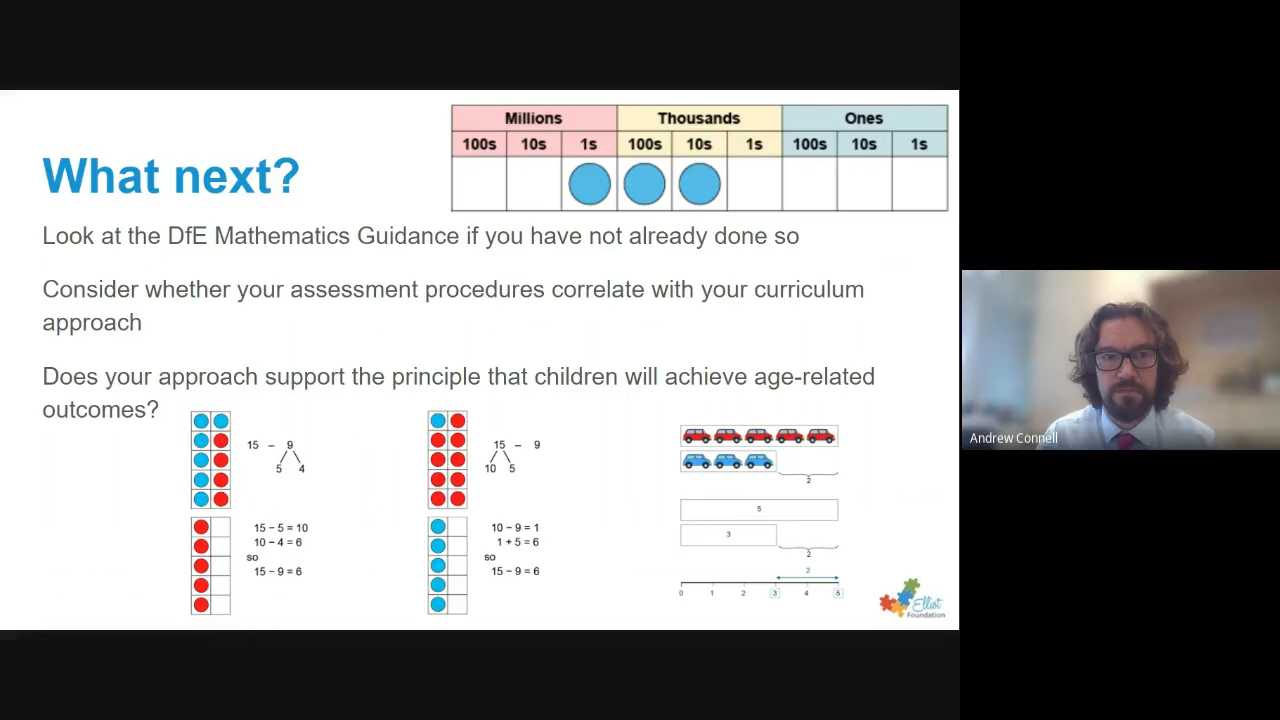 Millions Thousands Ones
100s 10s 1s 100s 10s 1s 100s 10s 1s
What next?
Look at the DfE Mathematics Guidance if you have not already done so
Consider whether your assessment procedures correlate with your curriculum
approach
Does your approach support the principle that children will achieve age-related
outcomes?
15 – 9
5 4
15 – 5 = 10
10 – 4 = 6
so
15 – 9 = 6
15 – 9
10 5
10 – 9 = 1
1 + 5 = 6
so
15 – 9 = 6
2
5
3
2
2
0 1 2 3 4 5
Elliot
Foundation
Andrew Connell